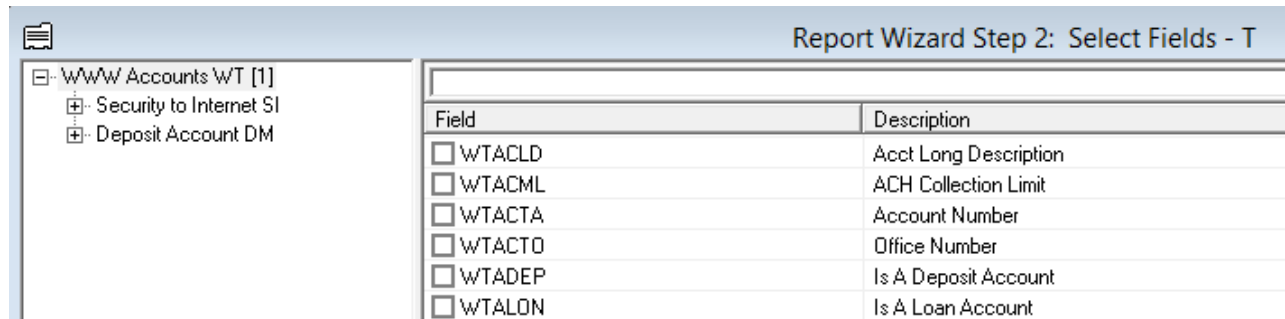 Report Wizard Step 2: Select Fields - T
WWW Accounts WT [1]
Security to Internet SI
Deposit Account DM
Field Description
WTACLD Acct Long Description
WTACML ACH Collection Limit
WTACTA Account Number
WTACTO Office Number
WTADEP Is A Deposit Account
WTALON Is A Loan Account